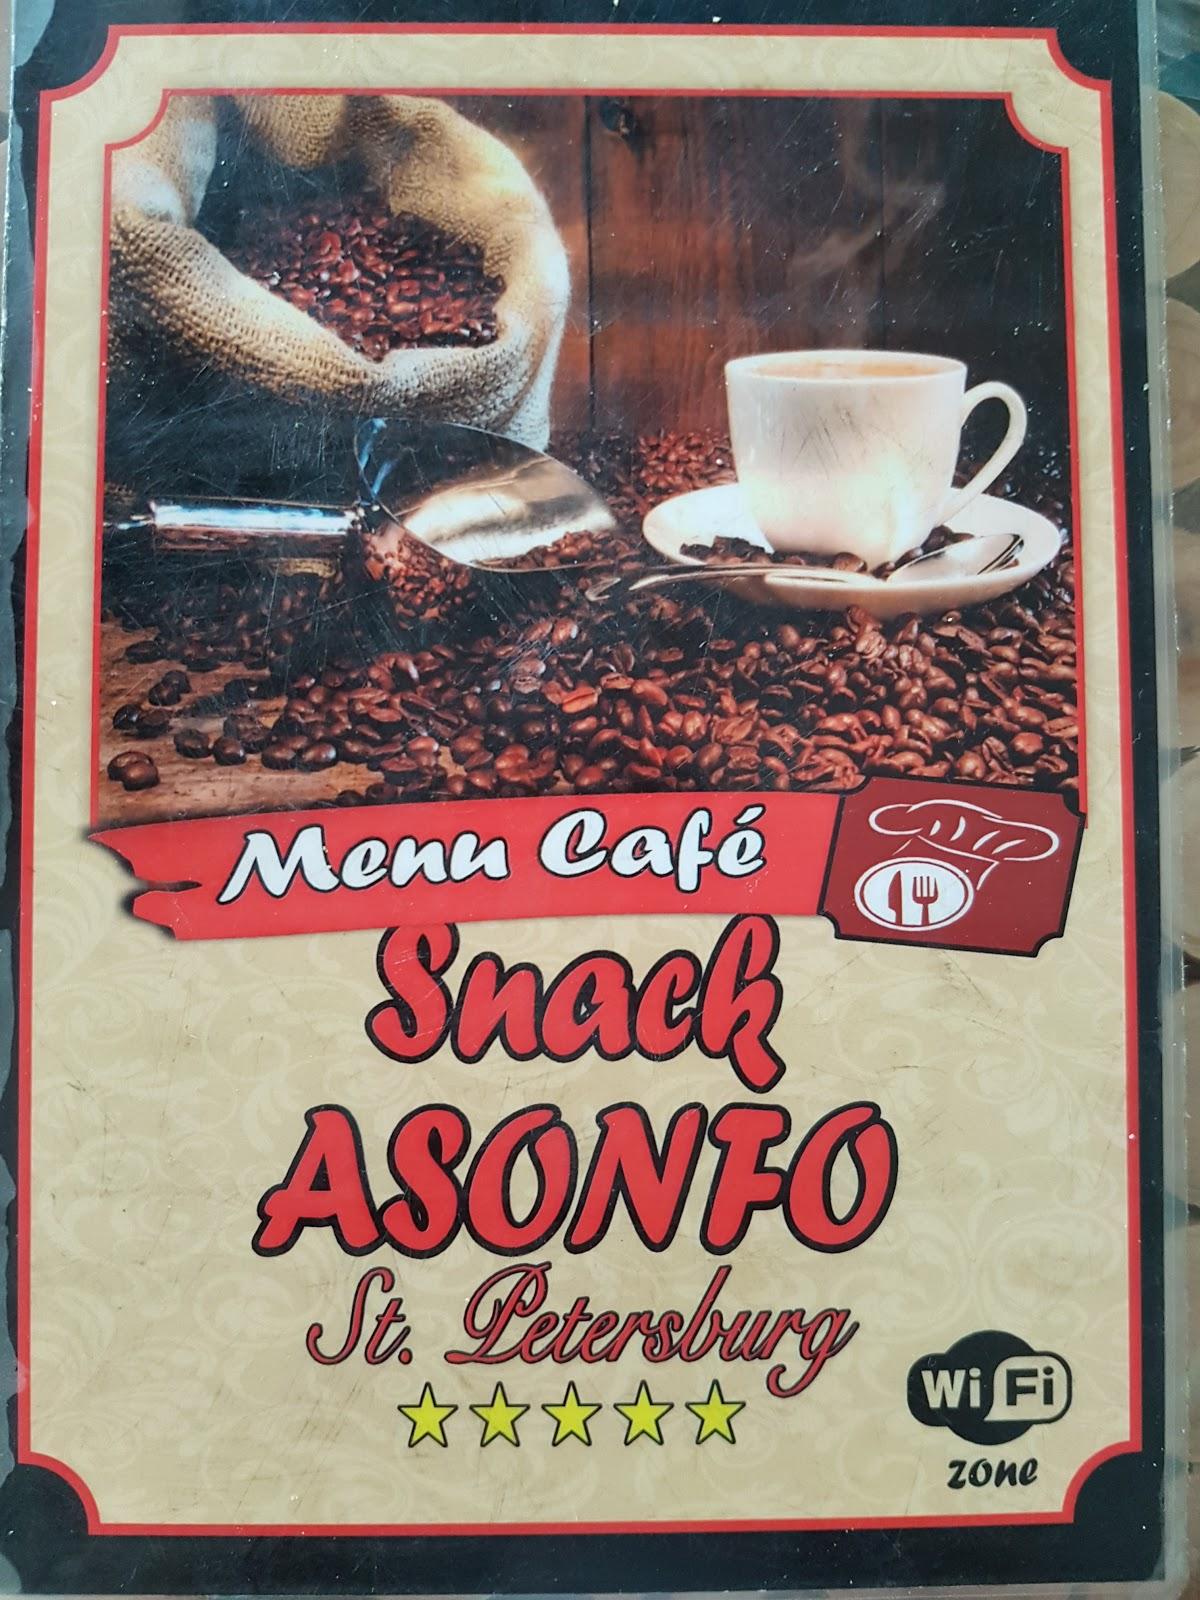 Menu Café
Snack
ASONFO
St. Petersburg
Wi Fi
zone